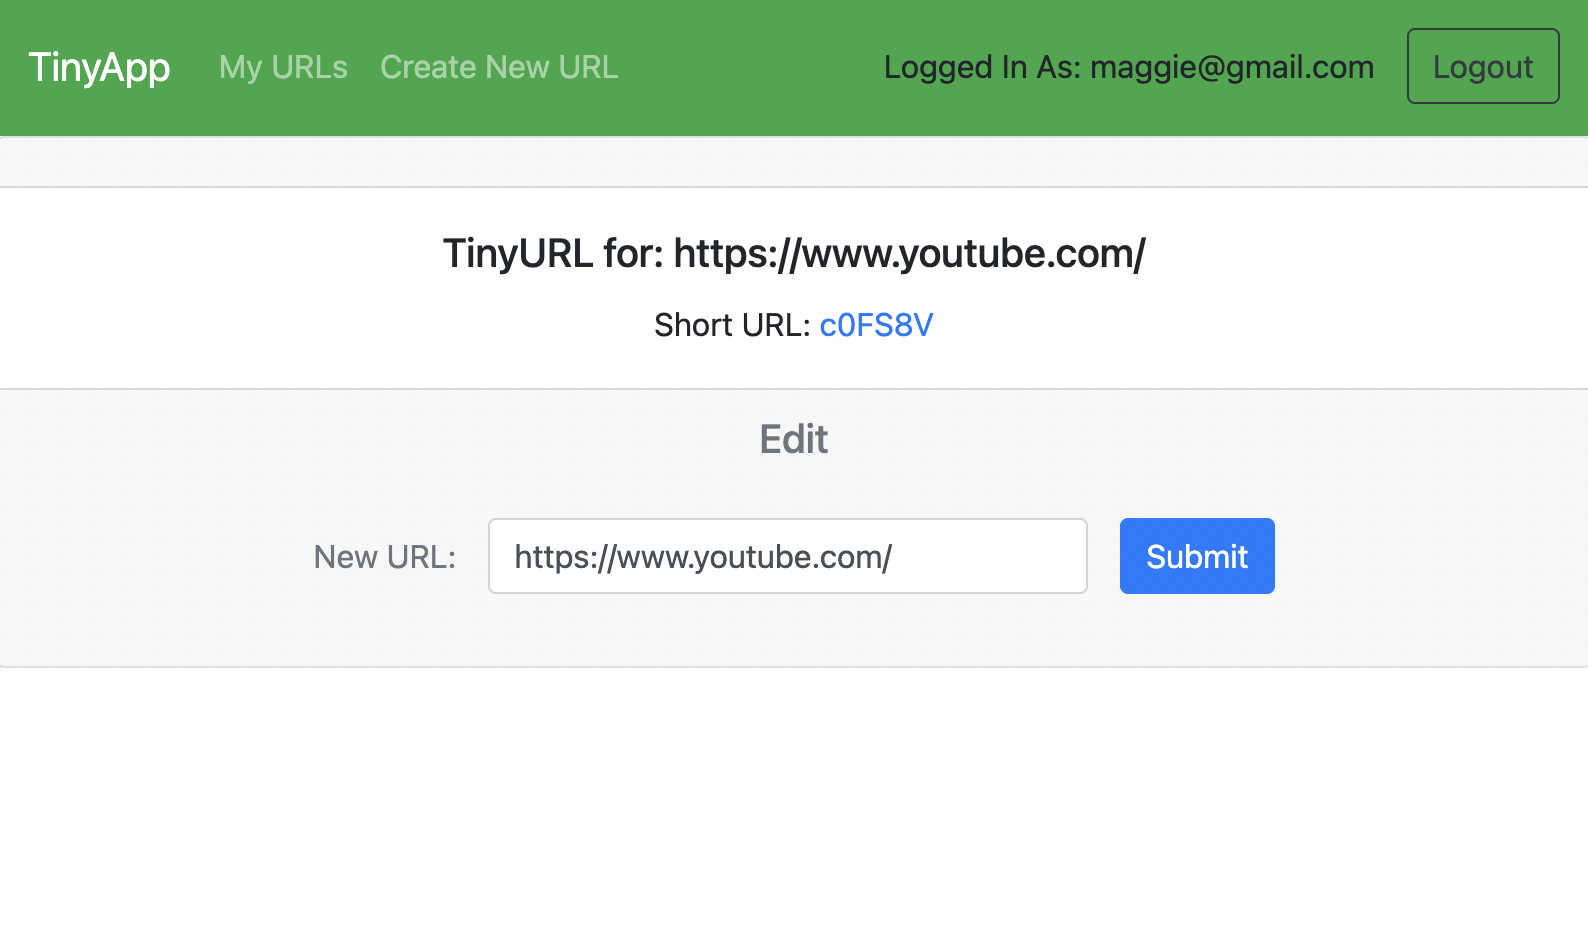 TinyApp My URLs Create New URL Logged In As: maggie@gmail.com Logout
TinyURL for: https://www.youtube.com/
Short URL: c0FS8V
Edit
New URL: https://www.youtube.com/ Submit